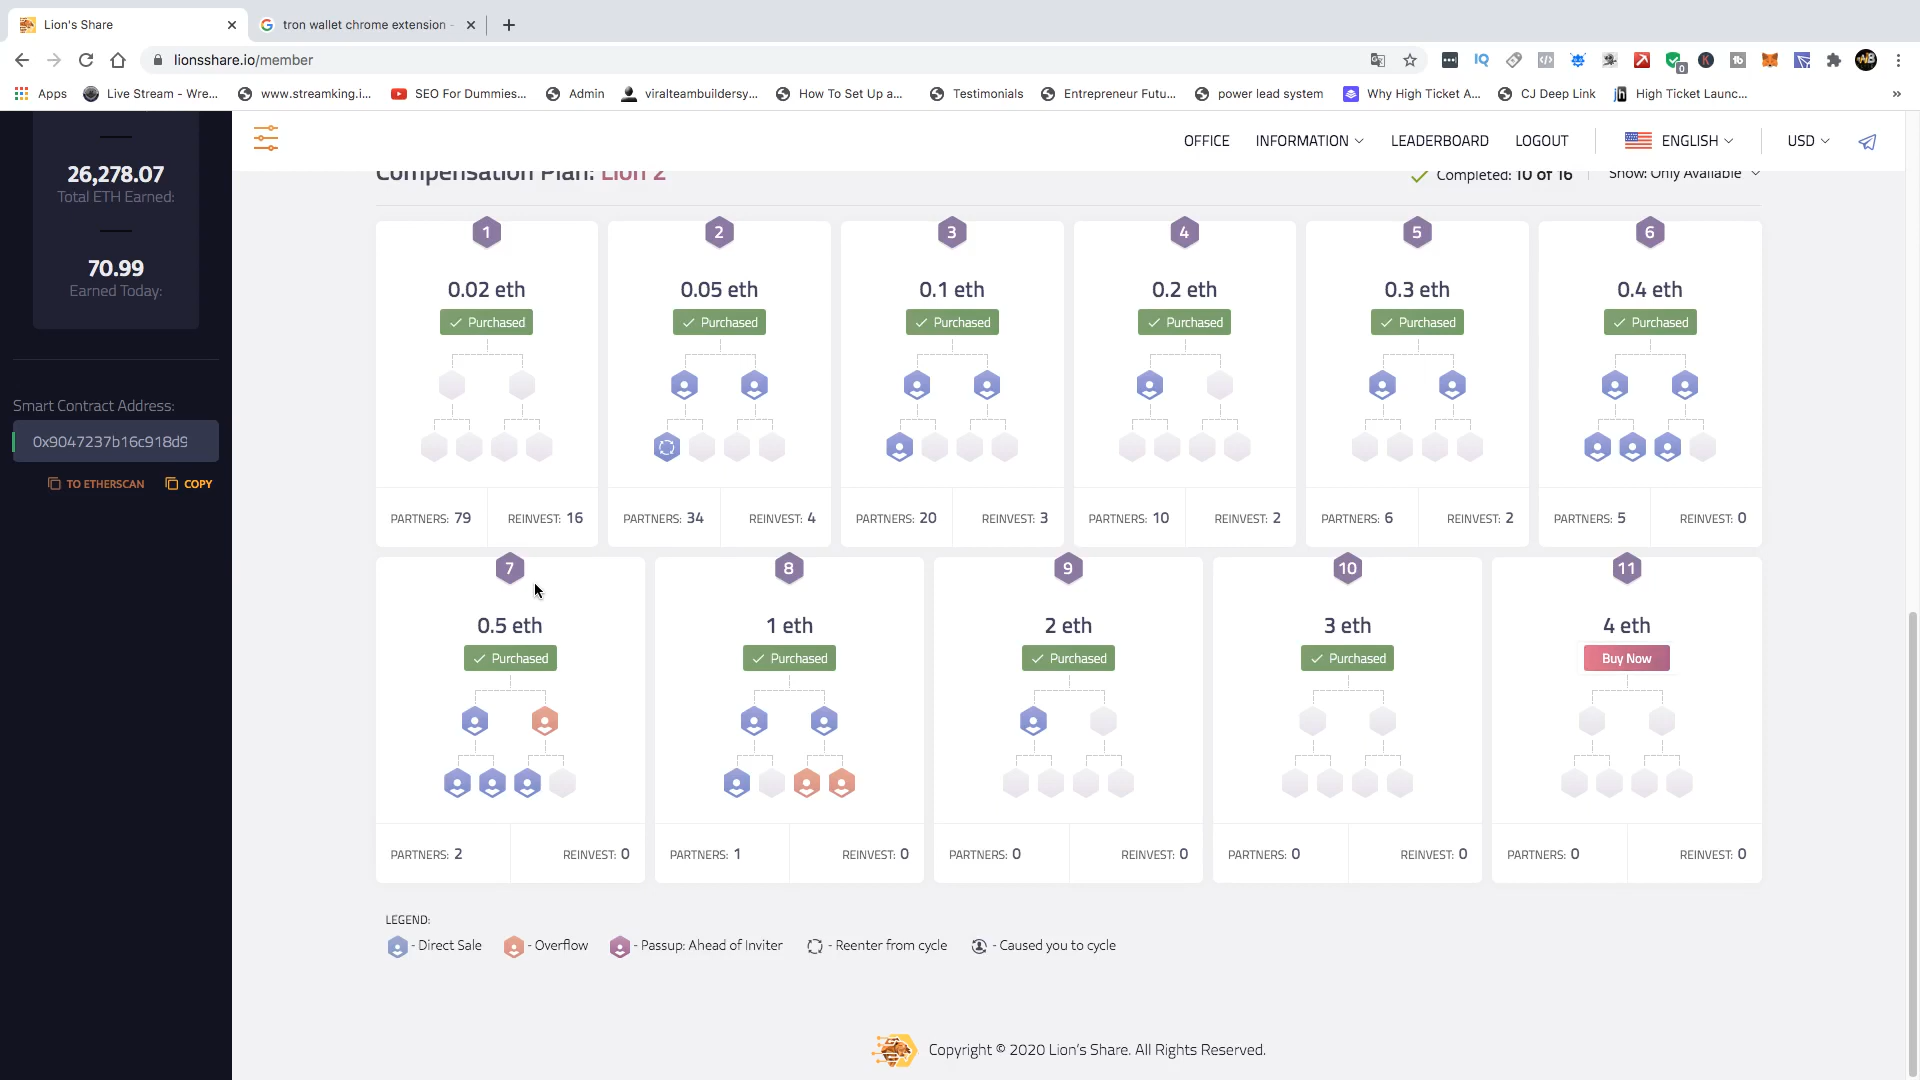 Lion's Share
tron wallet chrome extension -
lionsshare.io/member
IQ
0
K
tb
Apps
Live Stream - Wre...
www.streamking.i...
SEO For Dummies...
Admin
viralteambuildersy...
How To Set Up a...
Testimonials
Entrepreneur Futu...
power lead system
Why High Ticket A...
CJ Deep Link
High Ticket Launc...
»
OFFICE
INFORMATION
LEADERBOARD
LOGOUT
ENGLISH
USD
26,278.07
Total ETH Earned:
70.99
Earned Today:
Smart Contract Address:
0x9047237b16c918d9
TO ETHERSCAN
COPY
Compensation Plan: Lion 2
Completed: 10 of 16
Show: Only Available
1
0.02 eth
Purchased
PARTNERS: 79
REINVEST: 16
2
0.05 eth
Purchased
PARTNERS: 34
REINVEST: 4
3
0.1 eth
Purchased
PARTNERS: 20
REINVEST: 3
4
0.2 eth
Purchased
PARTNERS: 10
REINVEST: 2
5
0.3 eth
Purchased
PARTNERS: 6
REINVEST: 2
6
0.4 eth
Purchased
PARTNERS: 5
REINVEST: 0
7
0.5 eth
Purchased
PARTNERS: 2
REINVEST: 0
8
1 eth
Purchased
PARTNERS: 1
REINVEST: 0
9
2 eth
Purchased
PARTNERS: 0
REINVEST: 0
10
3 eth
Purchased
PARTNERS: 0
REINVEST: 0
11
4 eth
Buy Now
PARTNERS: 0
REINVEST: 0
LEGEND:
- Direct Sale
- Overflow
- Passup: Ahead of Inviter
- Reenter from cycle
- Caused you to cycle
Copyright © 2020 Lion's Share. All Rights Reserved.